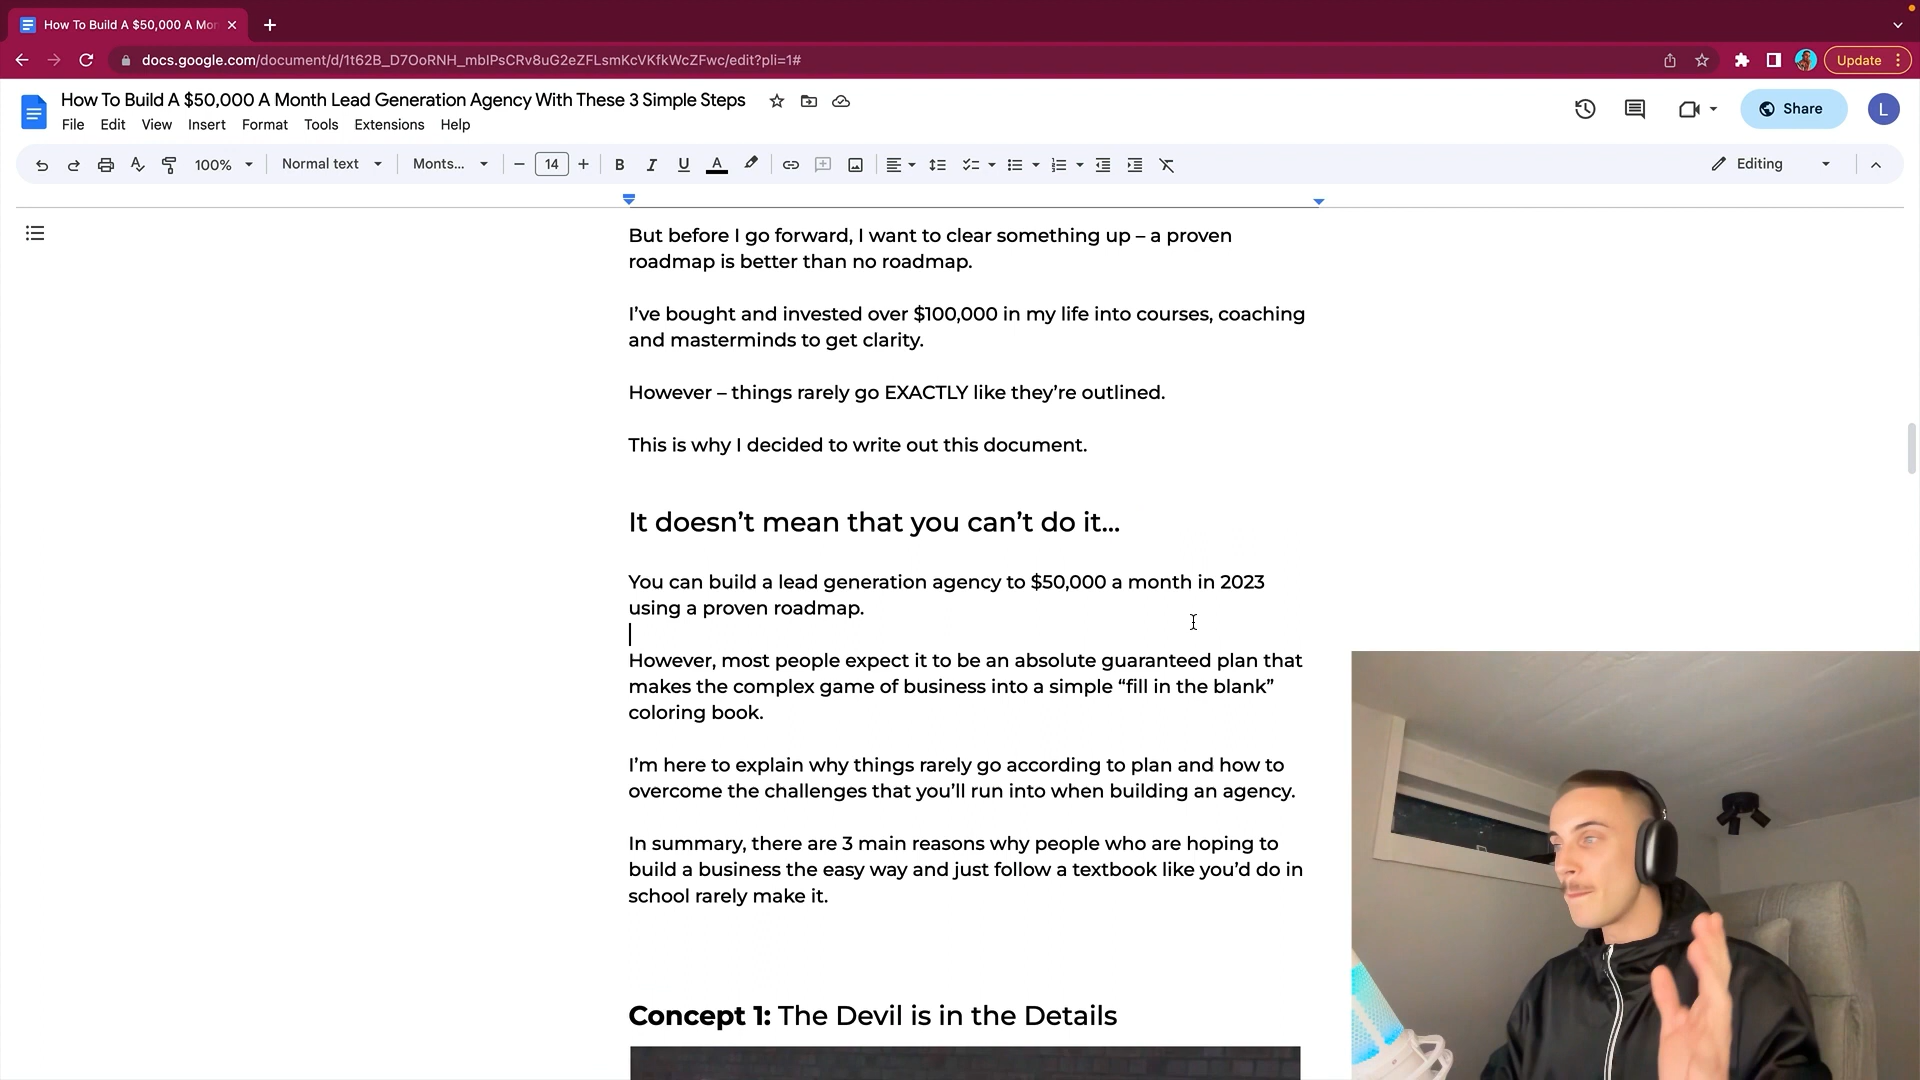 How To Build A $50,000 A Mon
docs.google.com/document/d/1t62B_D7OoRNH_mbIPsCRv8uG2eZFLsmKcVKfkWcZFwc/edit?pli=1#
Update
How To Build A $50,000 A Month Lead Generation Agency With These 3 Simple Steps
File Edit View Insert Format Tools Extensions Help
Share
L
100% Normal text Monts... 14 B I U A Editing
But before I go forward, I want to clear something up – a proven
roadmap is better than no roadmap.
I’ve bought and invested over $100,000 in my life into courses, coaching
and masterminds to get clarity.
However – things rarely go EXACTLY like they’re outlined.
This is why I decided to write out this document.
It doesn’t mean that you can’t do it...
You can build a lead generation agency to $50,000 a month in 2023
using a proven roadmap.
However, most people expect it to be an absolute guaranteed plan that
makes the complex game of business into a simple “fill in the blank”
coloring book.
I’m here to explain why things rarely go according to plan and how to
overcome the challenges that you’ll run into when building an agency.
In summary, there are 3 main reasons why people who are hoping to
build a business the easy way and just follow a textbook like you’d do in
school rarely make it.
Concept 1: The Devil is in the Details